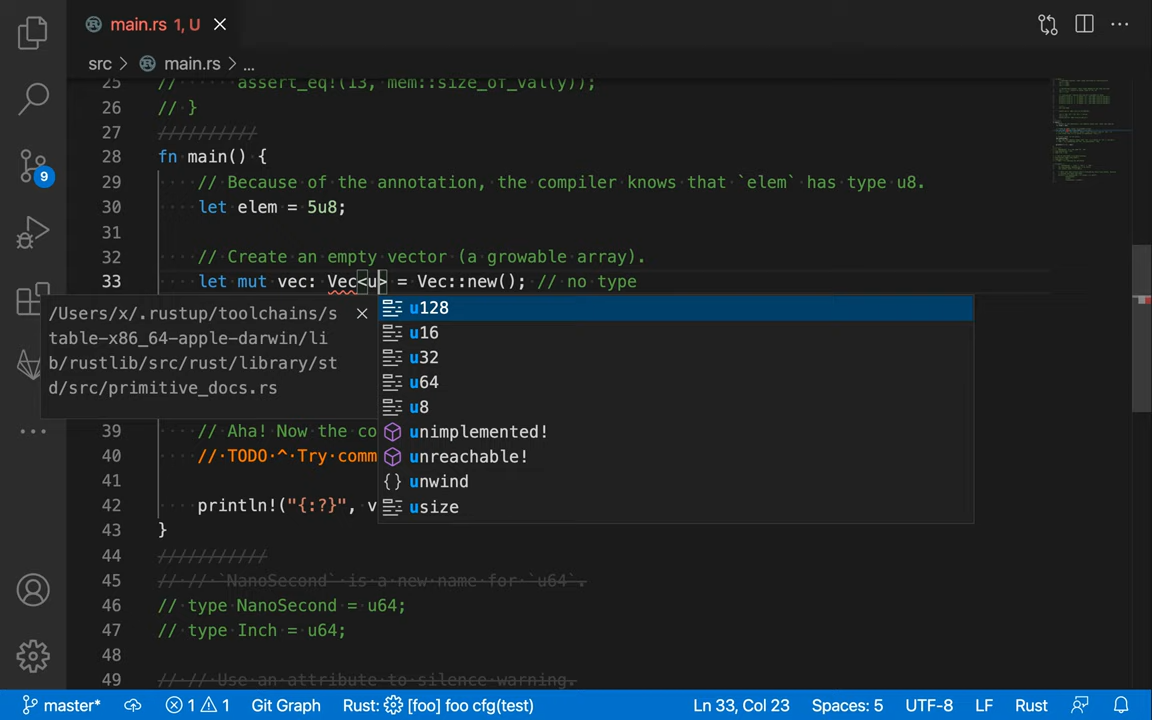 main.rs 1, U
src > main.rs > ...
25 // ······ assert_eq!(13, mem::size_of_val(y));
26 // }
27 //////////
28 fn main() {
29 ····// Because of the annotation, the compiler knows that `elem` has type u8.
30 ····let elem = 5u8;
31
32 ····// Create an empty vector (a growable array).
33 ····let mut vec: Vec<u> = Vec::new(); // no type
/Users/x/.rustup/toolchains/s
table-x86_64-apple-darwin/li
b/rustlib/src/rust/library/st
d/src/primitive_docs.rs
u128
u16
u32
u64
u8
unimplemented!
unreachable!
unwind
usize
39 ····// Aha! Now the co
40 ····//·TODO·^·Try comm
41
42 ····println!("{:?}", v
43 }
44 ///////////
45 //·//·`NanoSecond`·is·a·new·name·for·`u64`.
46 //·type NanoSecond = u64;
47 //·type Inch = u64;
48
49 //·//·Use·an·attribute·to·silence·warning.
9
master* 1 1 Git Graph Rust: [foo] foo cfg(test) Ln 33, Col 23 Spaces: 5 UTF-8 LF Rust